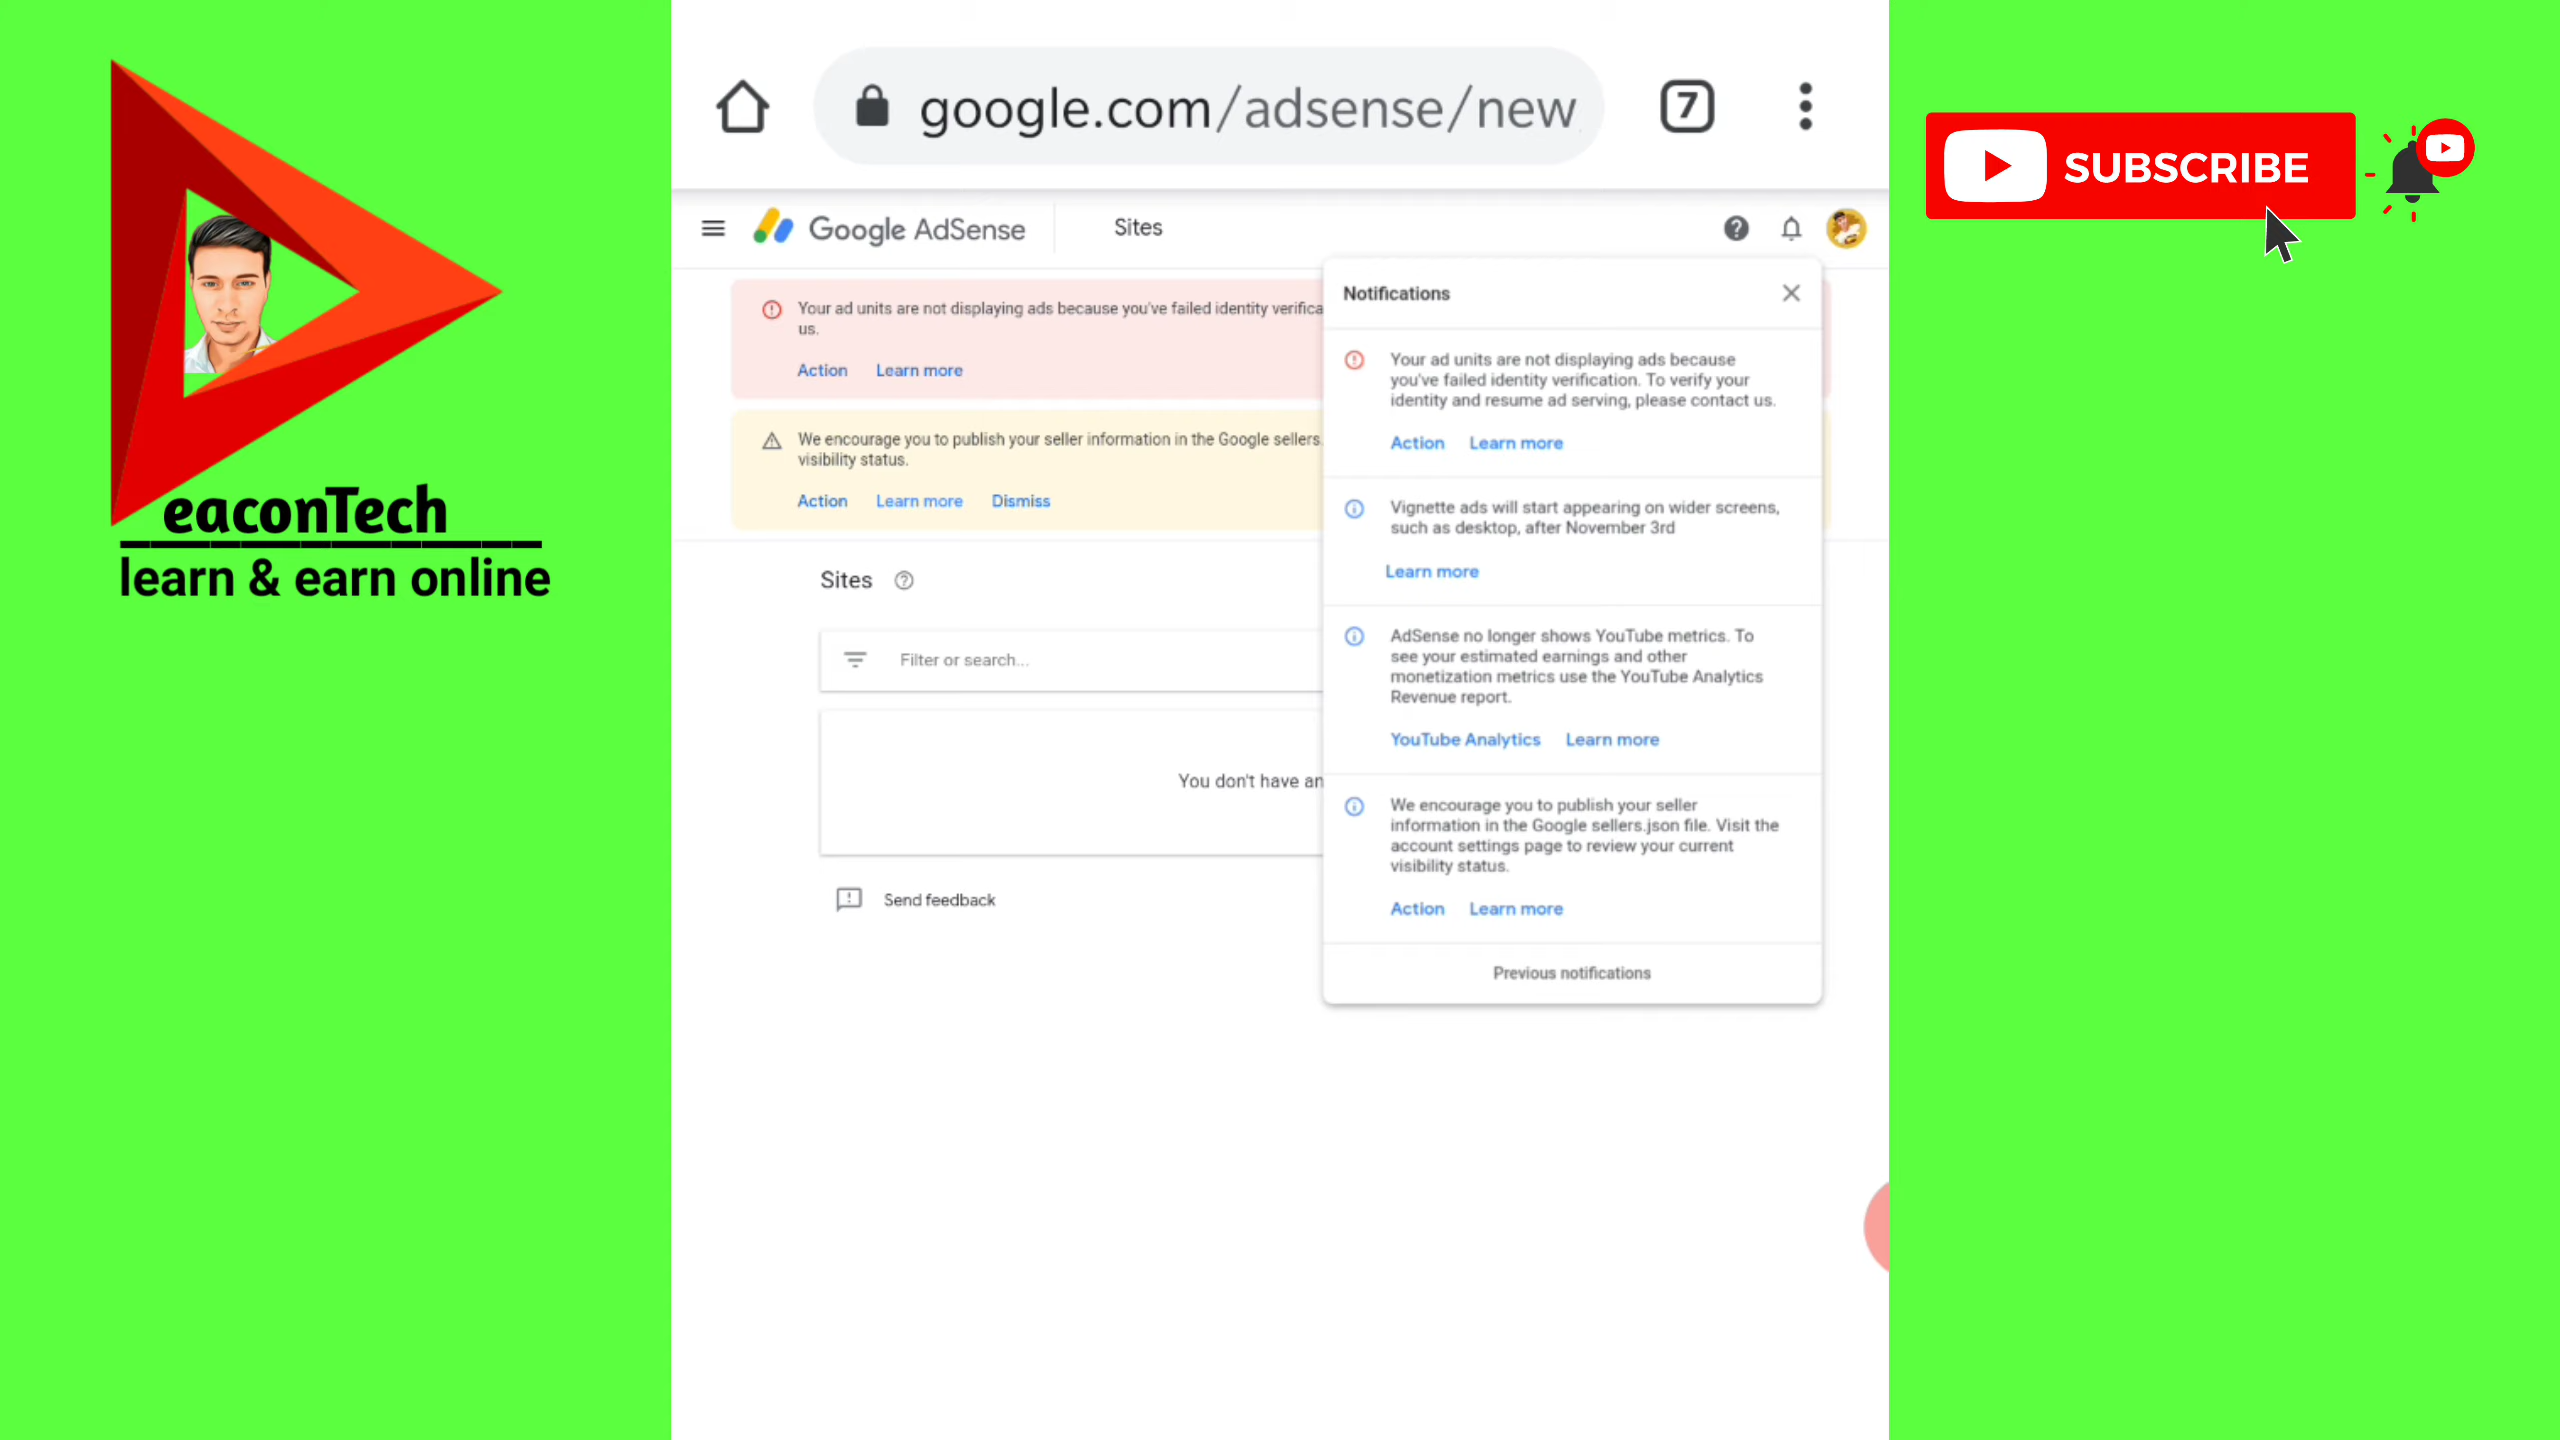 eaconTech
learn & earn online
google.com/adsense/new
7
Google AdSense
Sites
Your ad units are not displaying ads because you've failed identity verifica
us.
Action Learn more
We encourage you to publish your seller information in the Google sellers.
visibility status.
Action Learn more Dismiss
Sites
Filter or search...
You don't have an
Send feedback
Notifications
Your ad units are not displaying ads because
you've failed identity verification. To verify your
identity and resume ad serving, please contact us.
Action Learn more
Vignette ads will start appearing on wider screens,
such as desktop, after November 3rd
Learn more
AdSense no longer shows YouTube metrics. To
see your estimated earnings and other
monetization metrics use the YouTube Analytics
Revenue report.
YouTube Analytics Learn more
We encourage you to publish your seller
information in the Google sellers.json file. Visit the
account settings page to review your current
visibility status.
Action Learn more
Previous notifications
SUBSCRIBE